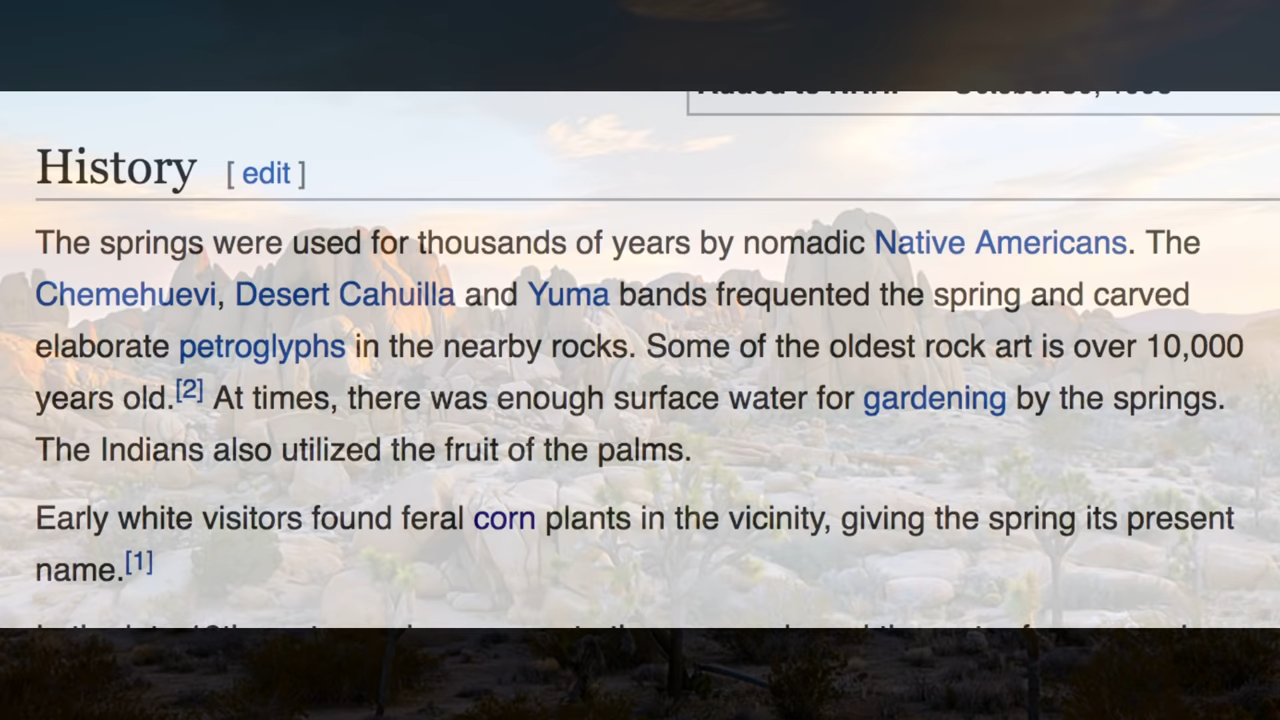 History [ edit ]
The springs were used for thousands of years by nomadic Native Americans. The
Chemehuevi, Desert Cahuilla and Yuma bands frequented the spring and carved
elaborate petroglyphs in the nearby rocks. Some of the oldest rock art is over 10,000
years old.[2] At times, there was enough surface water for gardening by the springs.
The Indians also utilized the fruit of the palms.
Early white visitors found feral corn plants in the vicinity, giving the spring its present
name.[1]